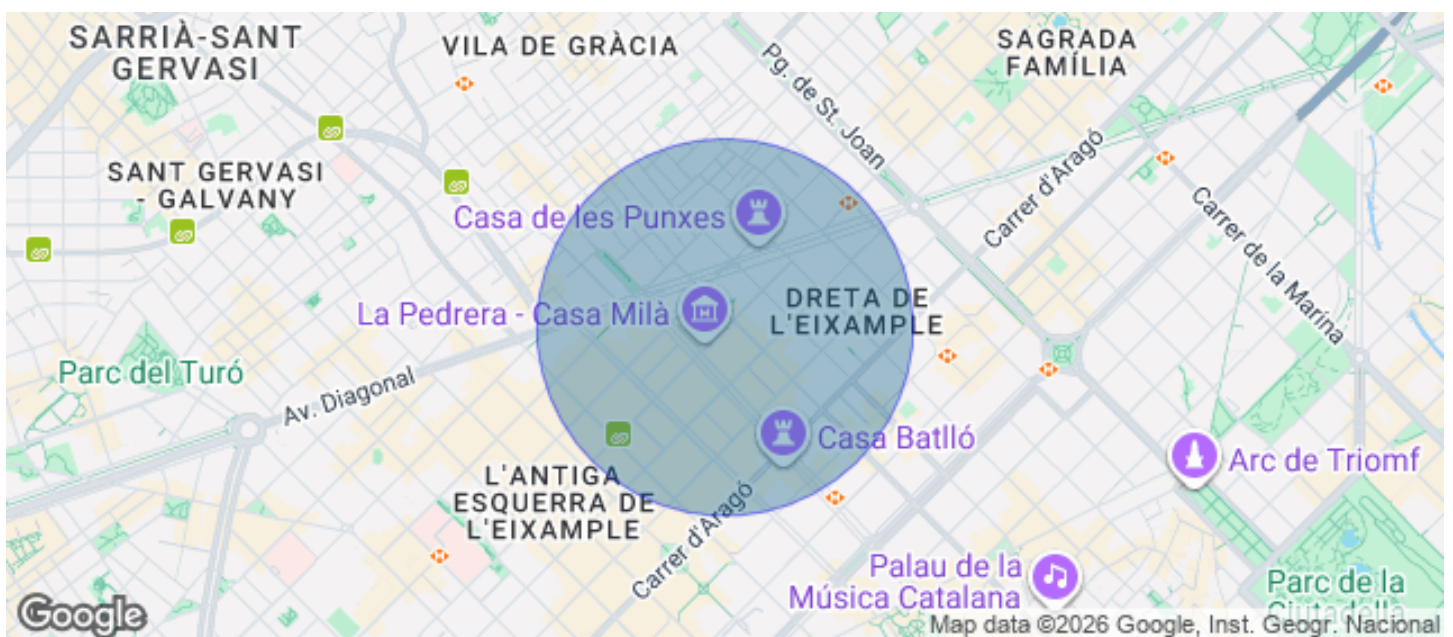 SARRIÀ-SANT
GERVASI
VILA DE GRÀCIA
SAGRADA
FAMÍLIA
Pg. de St. Joan
Carrer d'Aragó
SANT GERVASI
- GALVANY
Casa de les Punxes
Carrer de la Marina
La Pedrera - Casa Milà
DRETA DE
L'EIXAMPLE
Parc del Turó
Av. Diagonal
Casa Batlló
Arc de Triomf
L'ANTIGA
ESQUERRA DE
L'EIXAMPLE
Carrer d'Aragó
Palau de la
Música Catalana
Parc de la
Google
Map data ©2026 Google, Inst. Geogr. Nacional